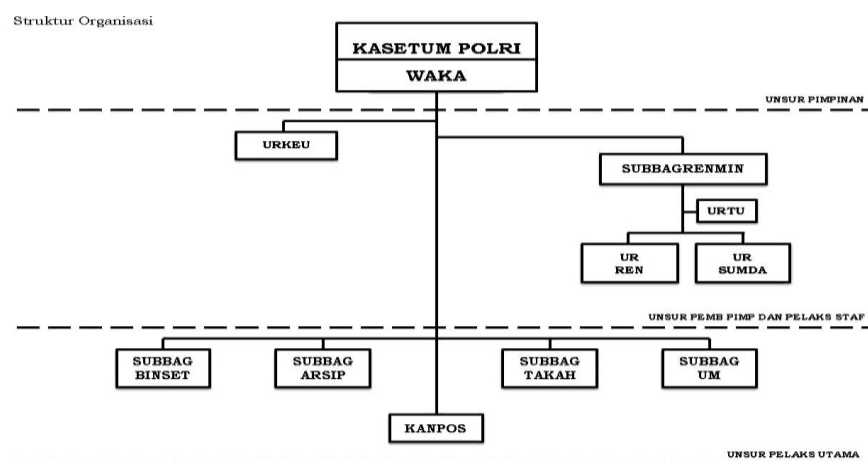 Struktur Organisasi
KASETUM POLRI
WAKA
UNSUR PIMPINAN
URKEU
SUBBAGRENMIN
URTU
UR
REN
UR
SUMDA
UNSUR PEMB PIMP DAN PELAKS STAF
SUBBAG
BINSET
SUBBAG
ARSIP
SUBBAG
TAKAH
SUBBAG
UM
KANPOS
UNSUR PELAKS UTAMA